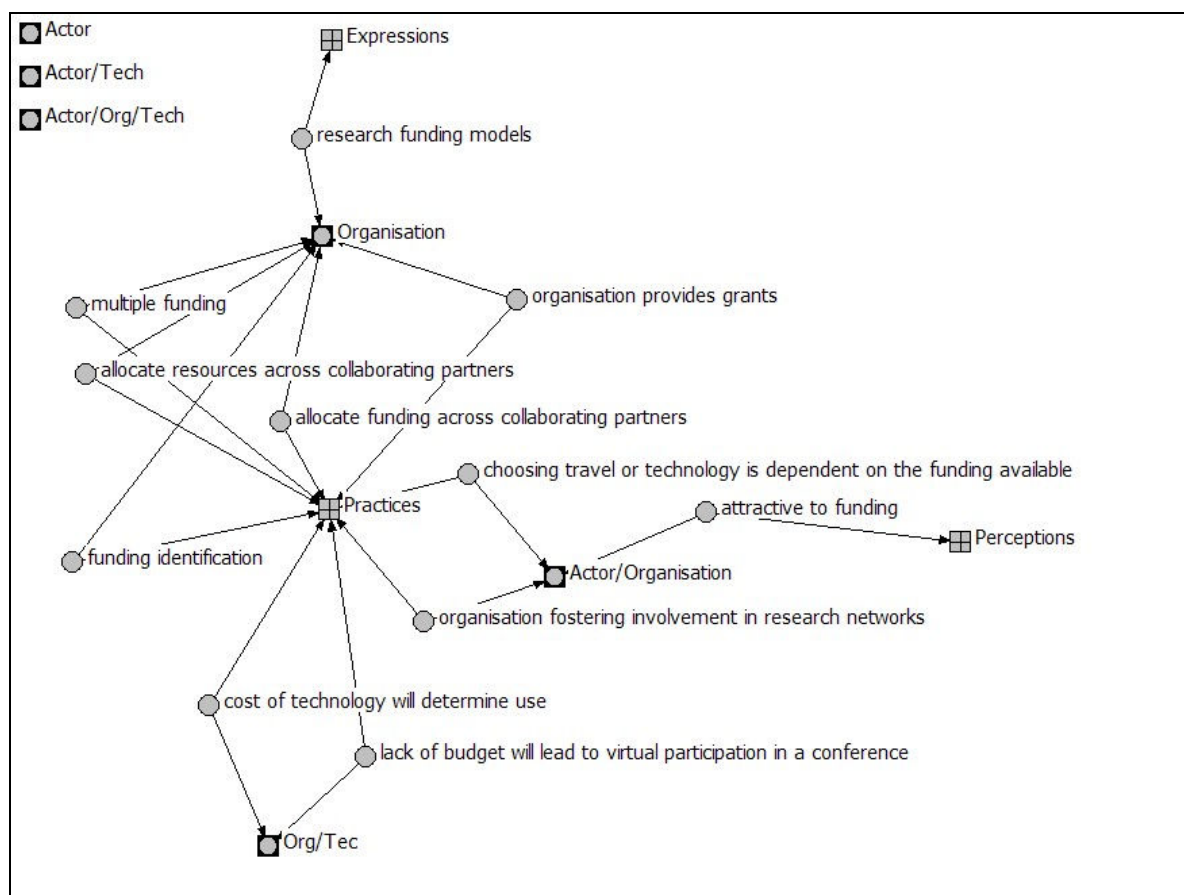 Actor
Expressions
Actor/Tech
Actor/Org/Tech
research funding models
Organisation
organisation provides grants
multiple funding
allocate resources across collaborating partners
allocate funding across collaborating partners
choosing travel or technology is dependent on the funding available
Practices
attractive to funding
Perceptions
funding identification
Actor/Organisation
organisation fostering involvement in research networks
cost of technology will determine use
lack of budget will lead to virtual participation in a conference
Org/Tec